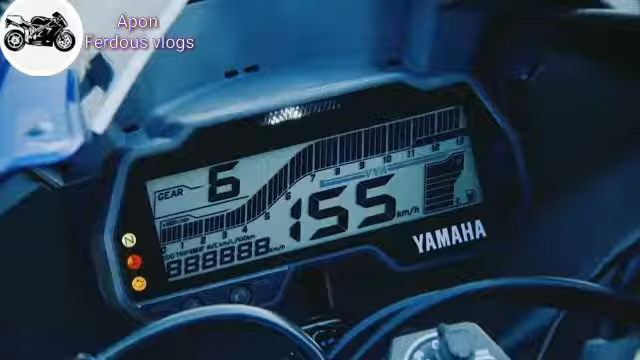 Apon
Ferdous vlogs
GEAR 6
7 8 9 10 11 12 13
VVA
1 2 3 4 5 6
155 km/h
888888 km/h
YAMAHA
N